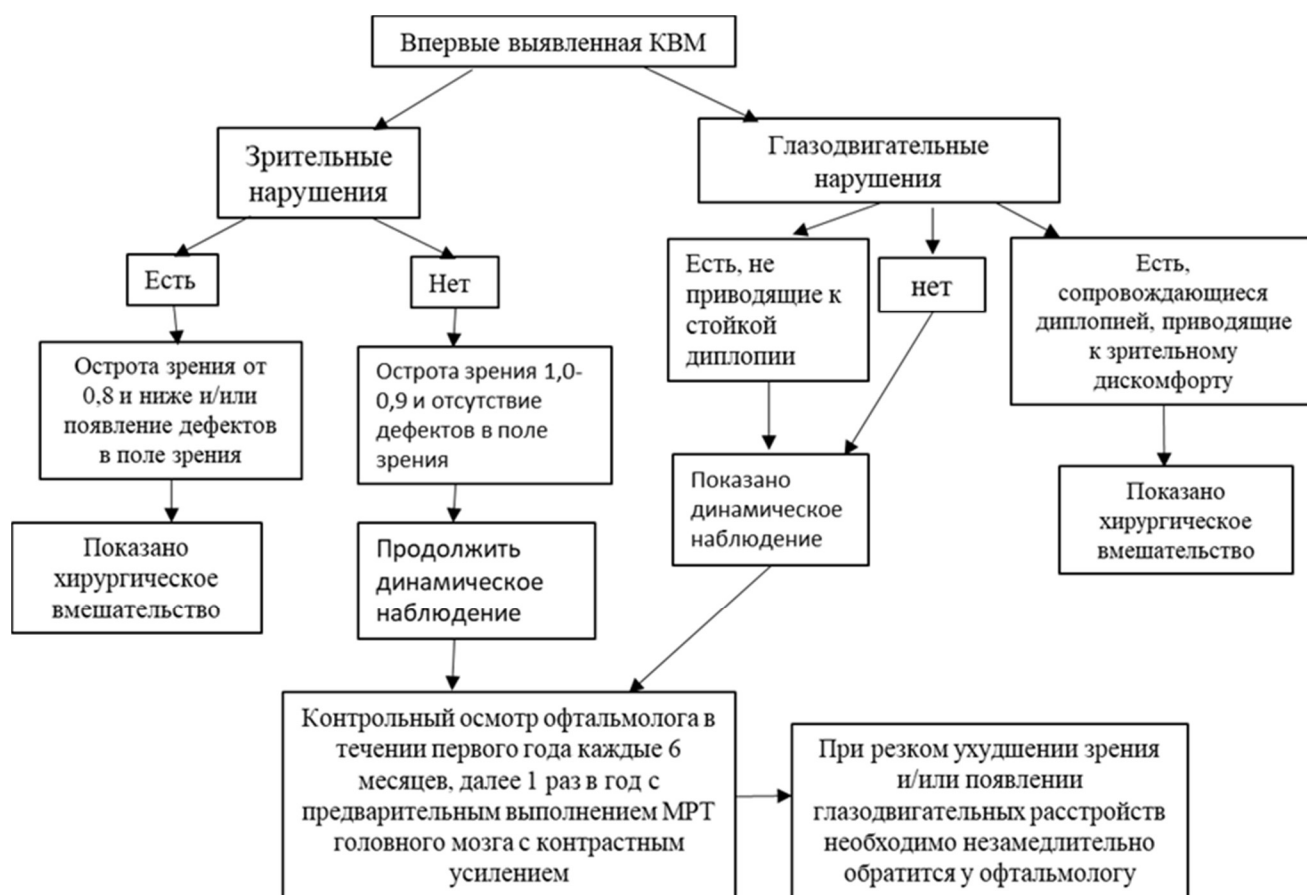 Впервые выявленная КВМ
Зрительные
нарушения
Глазодвигательные
нарушения
Есть
Нет
Есть, не
приводящие к
стойкой
диплопии
нет
Есть,
сопровождающиеся
диплопией, приводящие
к зрительному
дискомфорту
Острота зрения от
0,8 и ниже и/или
появление дефектов
в поле зрения
Острота зрения 1,0-
0,9 и отсутствие
дефектов в поле
зрения
Показано
динамическое
наблюдение
Показано
хирургическое
вмешательство
Показано
хирургическое
вмешательство
Продолжить
динамическое
наблюдение
Контрольный осмотр офтальмолога в
течении первого года каждые 6
месяцев, далее 1 раз в год с
предварительным выполнением МРТ
головного мозга с контрастным
усилением
При резком ухудшении зрения
и/или появлении
глазодвигательных расстройств
необходимо незамедлительно
обратится у офтальмологу